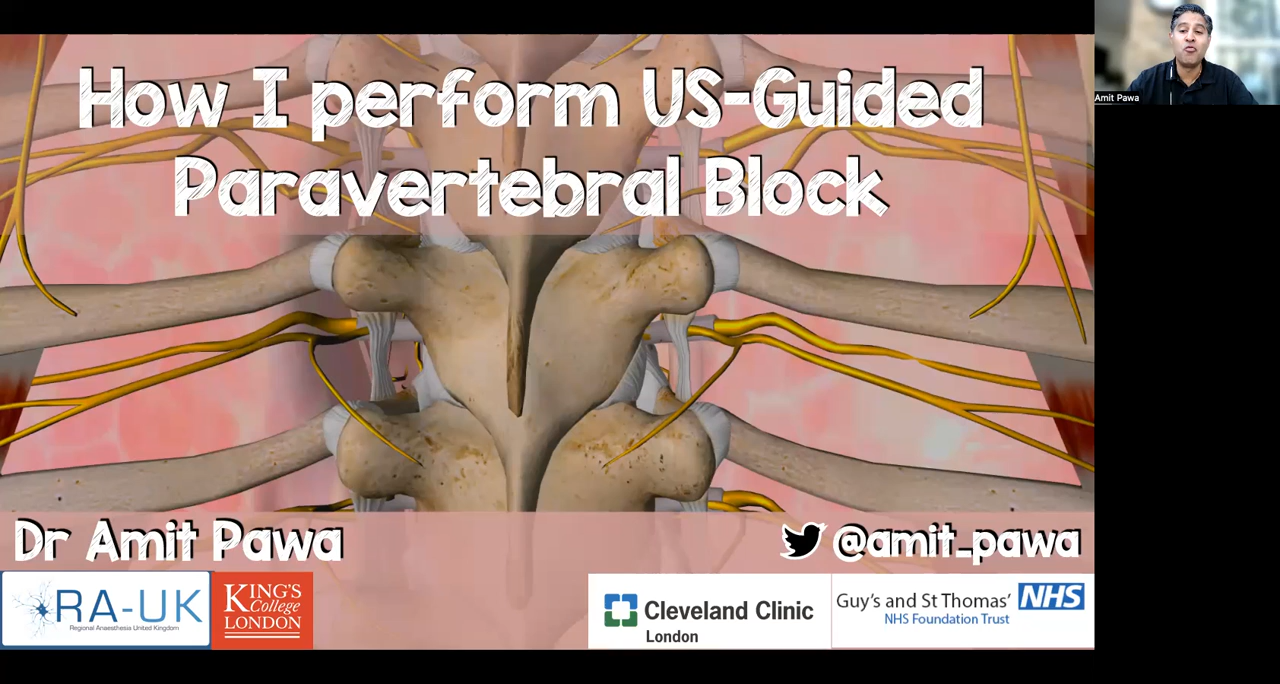 How I perform US-Guided
Paravertebral Block
Amit Pawa
Dr Amit Pawa
@amit_pawa
RA-UK
Regional Anaesthesia United Kingdom
KING'S
College
LONDON
Cleveland Clinic
London
Guy's and St Thomas' NHS
NHS Foundation Trust